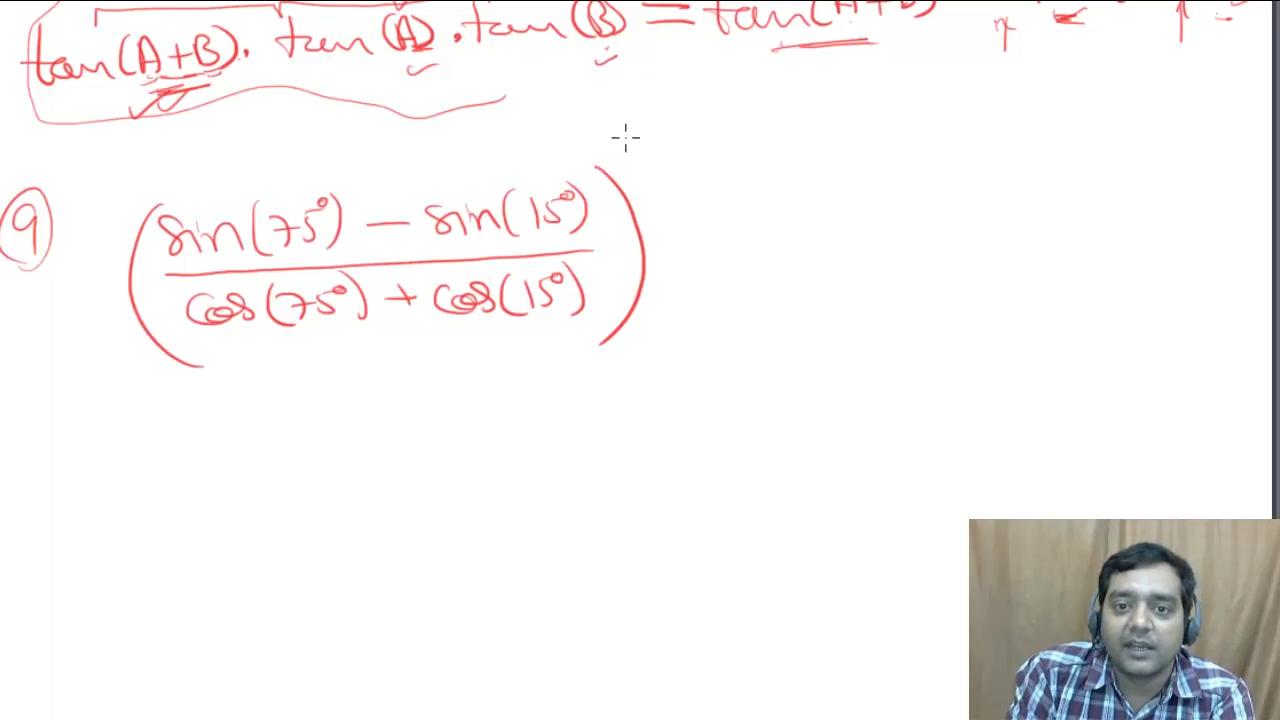 tan(A+B). tan(A).tan(B) = tan(A+B)
9
sin(75°) − sin(15°)
cos(75°) + cos(15°)